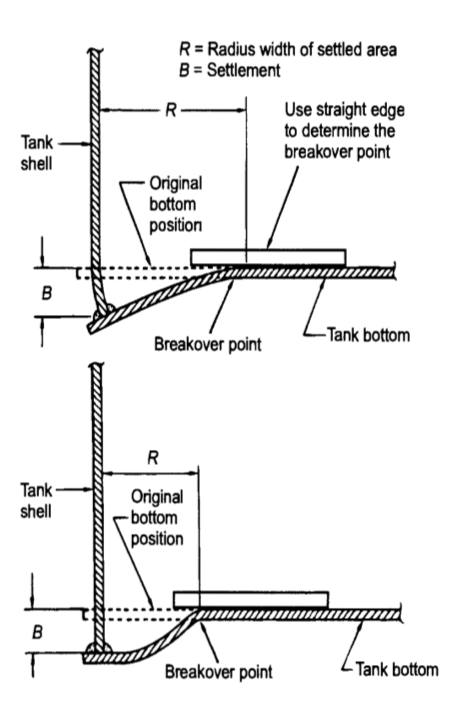 R = Radius width of settled area
B = Settlement
R
Use straight edge
to determine the
breakover point
Tank
shell
Original
bottom
position
B
Breakover point
Tank bottom
R
Tank
shell
Original
bottom
position
B
Breakover point
Tank bottom